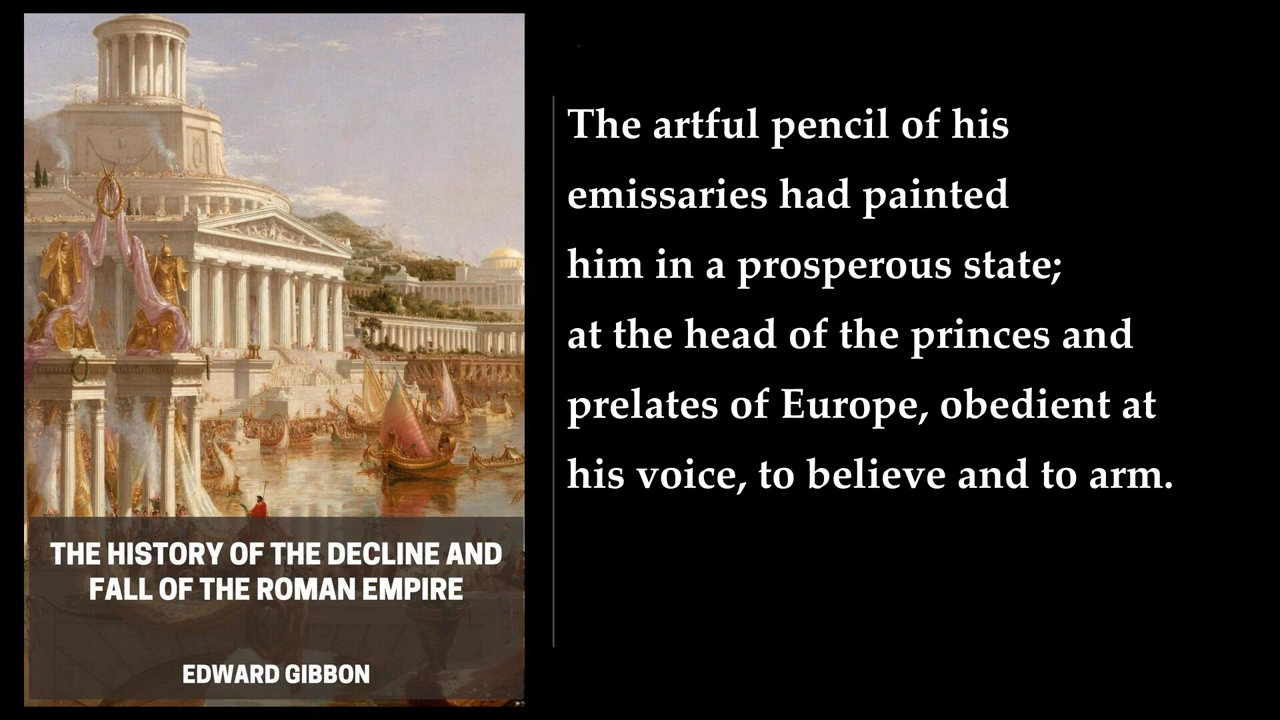 The artful pencil of his
emissaries had painted
him in a prosperous state;
at the head of the princes and
prelates of Europe, obedient at
his voice, to believe and to arm.
THE HISTORY OF THE DECLINE AND
FALL OF THE ROMAN EMPIRE
EDWARD GIBBON